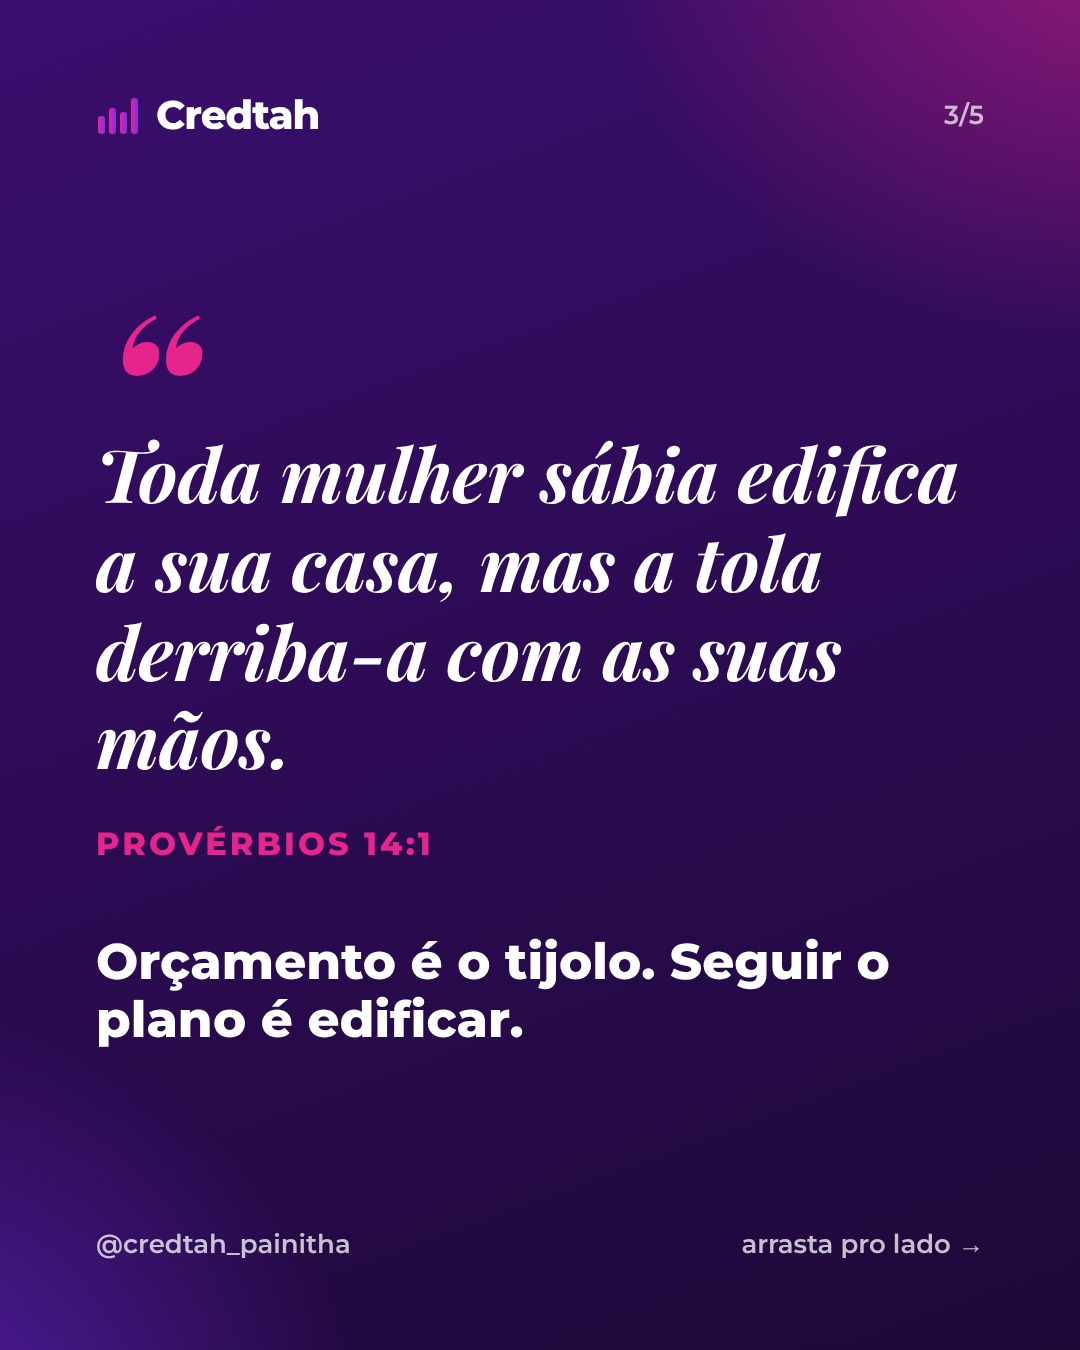 Credtah
3/5
“
Toda mulher sábia edifica
a sua casa, mas a tola
derriba-a com as suas
mãos.
PROVÉRBIOS 14:1
Orçamento é o tijolo. Seguir o
plano é edificar.
@credtah_painitha
arrasta pro lado →